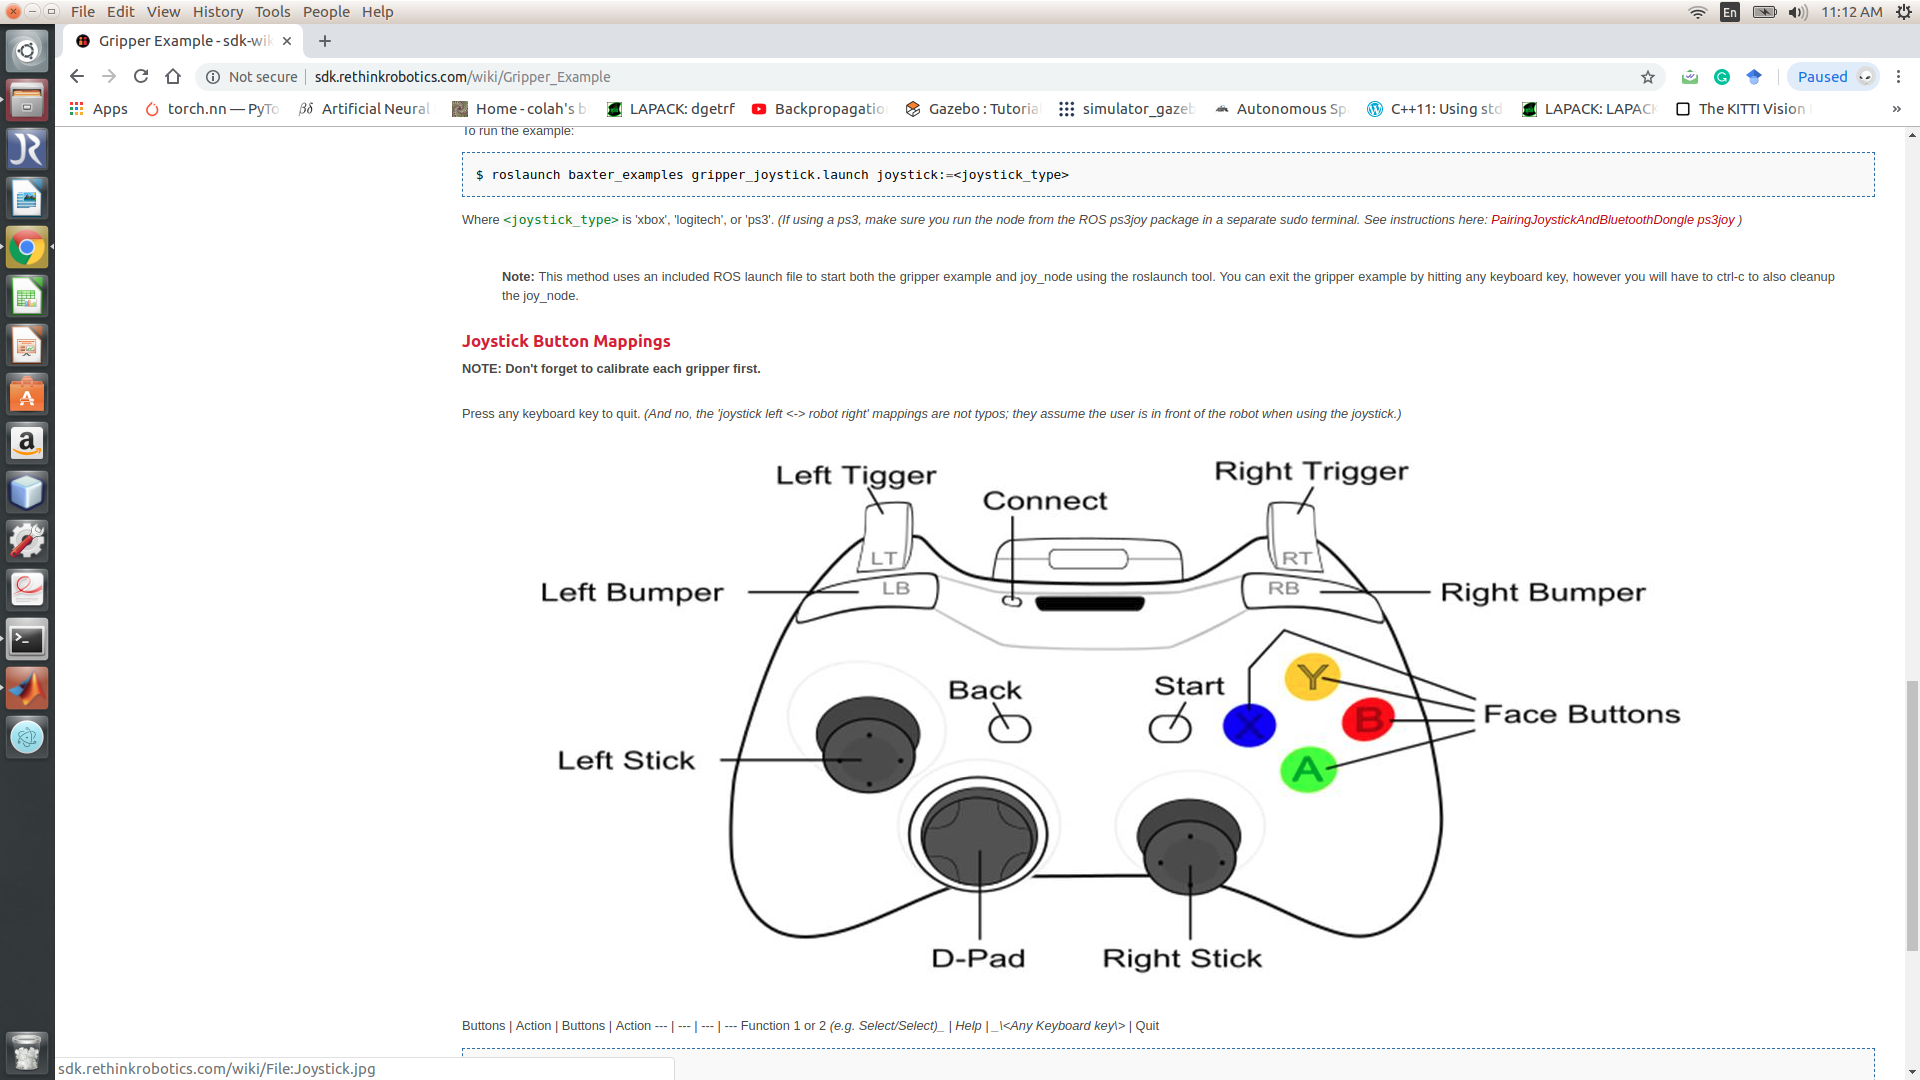 File Edit View History Tools People Help
En
11:12 AM
Gripper Example - sdk-wi
Not secure
sdk.rethinkrobotics.com/wiki/Gripper_Example
Paused
Apps
torch.nn — PyTo
βδ Artificial Neural
Home - colah's b
LAPACK: dgetrf
Backpropagatio
Gazebo : Tutoria
simulator_gazeb
Autonomous Sp
C++11: Using std
LAPACK: LAPACK
The KITTI Vision
»
To run the example:
$ roslaunch baxter_examples gripper_joystick.launch joystick:=<joystick_type>
Where <joystick_type> is 'xbox', 'logitech', or 'ps3'. (If using a ps3, make sure you run the node from the ROS ps3joy package in a separate sudo terminal. See instructions here: PairingJoystickAndBluetoothDongle ps3joy )
Note: This method uses an included ROS launch file to start both the gripper example and joy_node using the roslaunch tool. You can exit the gripper example by hitting any keyboard key, however you will have to ctrl-c to also cleanup
the joy_node.
Joystick Button Mappings
NOTE: Don't forget to calibrate each gripper first.
Press any keyboard key to quit. (And no, the 'joystick left <-> robot right' mappings are not typos; they assume the user is in front of the robot when using the joystick.)
Left Tigger
Right Trigger
Connect
LT
RT
Left Bumper
LB
RB
Right Bumper
Back
Start
Y
X
B
Face Buttons
Left Stick
A
D-Pad
Right Stick
Buttons | Action | Buttons | Action --- | --- | --- | --- Function 1 or 2 (e.g. Select/Select)_ | Help | _\<Any Keyboard key\> | Quit
sdk.rethinkrobotics.com/wiki/File:Joystick.jpg